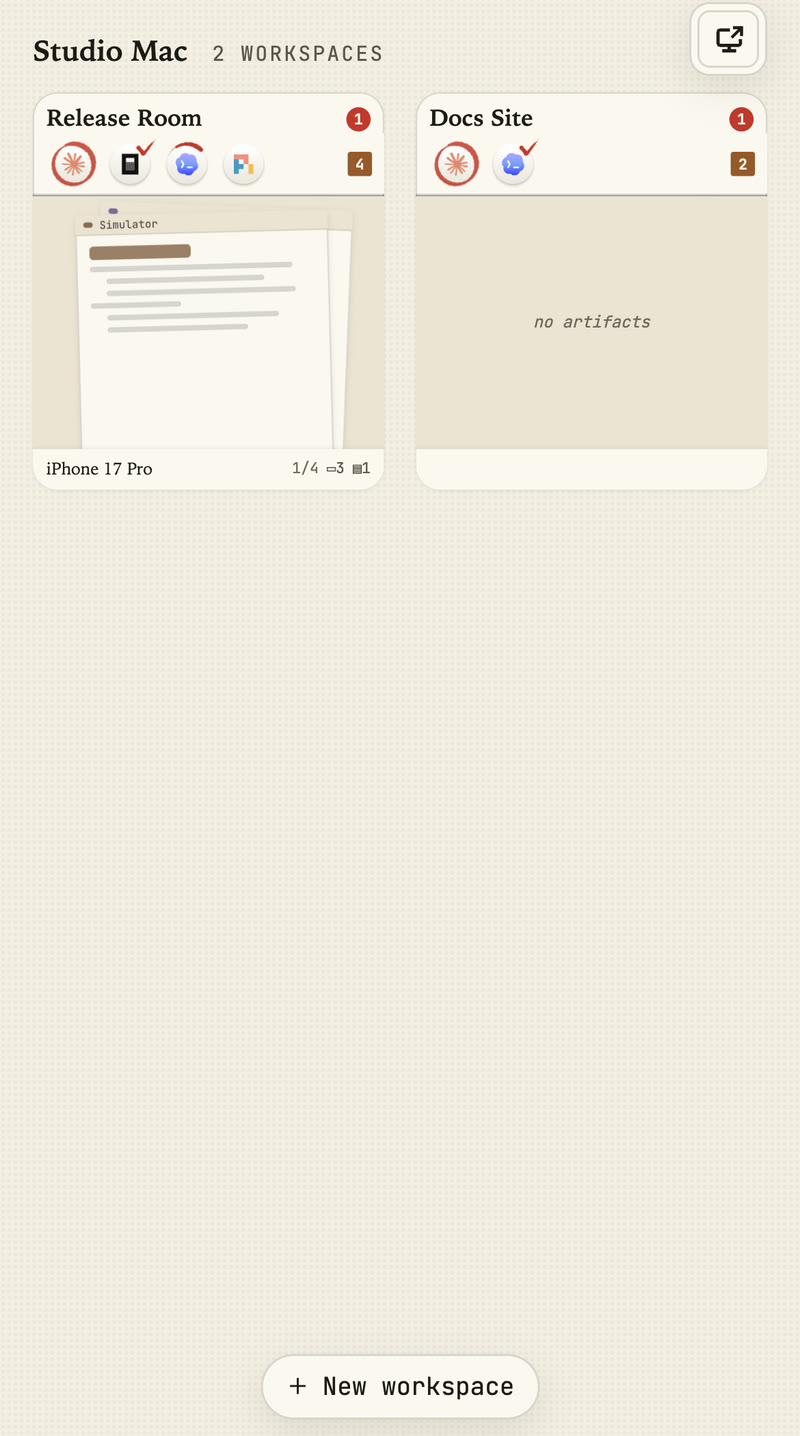 Studio Mac 2 WORKSPACES
Release Room 1
4
Simulator
iPhone 17 Pro 1/4 ▭3 ▤1
Docs Site 1
2
no artifacts
+ New workspace